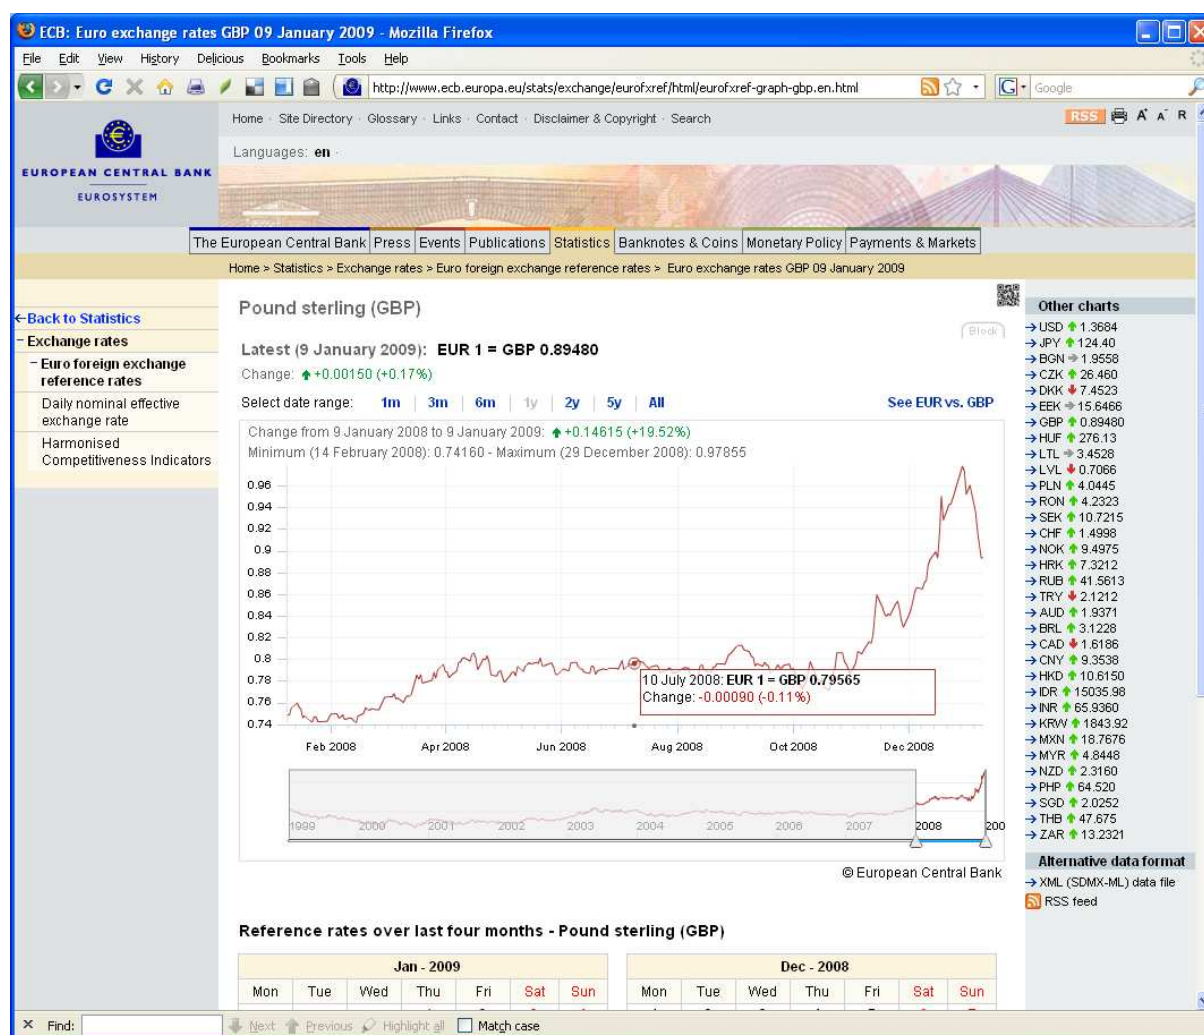 ECB: Euro exchange rates GBP 09 January 2009 - Mozilla Firefox
File Edit View History Delicious Bookmarks Tools Help
http://www.ecb.europa.eu/stats/exchange/eurofxref/html/eurofxref-graph-gbp.en.html
G Google
Home · Site Directory · Glossary · Links · Contact · Disclaimer & Copyright · Search
RSS A+ A- R
Languages: en ·
EUROPEAN CENTRAL BANK
EUROSYSTEM
The European Central Bank Press Events Publications Statistics Banknotes & Coins Monetary Policy Payments & Markets
Home > Statistics > Exchange rates > Euro foreign exchange reference rates > Euro exchange rates GBP 09 January 2009
Back to Statistics
Exchange rates
Euro foreign exchange
reference rates
Daily nominal effective
exchange rate
Harmonised
Competitiveness Indicators
Pound sterling (GBP)
Block
Latest (9 January 2009): EUR 1 = GBP 0.89480
Change: +0.00150 (+0.17%)
Select date range: 1m | 3m | 6m | 1y | 2y | 5y | All
See EUR vs. GBP
Change from 9 January 2008 to 9 January 2009: +0.14615 (+19.52%)
Minimum (14 February 2008): 0.74160 - Maximum (29 December 2008): 0.97855
0.96
0.94
0.92
0.9
0.88
0.86
0.84
0.82
0.8
0.78
0.76
0.74
10 July 2008: EUR 1 = GBP 0.79565
Change: -0.00090 (-0.11%)
Feb 2008 Apr 2008 Jun 2008 Aug 2008 Oct 2008 Dec 2008
1999 2000 2001 2002 2003 2004 2005 2006 2007 2008 200
© European Central Bank
Reference rates over last four months - Pound sterling (GBP)
Jan - 2009
Mon Tue Wed Thu Fri Sat Sun
Dec - 2008
Mon Tue Wed Thu Fri Sat Sun
Other charts
USD 1.3684
JPY 124.40
BGN 1.9558
CZK 26.460
DKK 7.4523
EEK 15.6466
GBP 0.89480
HUF 276.13
LTL 3.4528
LVL 0.7066
PLN 4.0445
RON 4.2323
SEK 10.7215
CHF 1.4998
NOK 9.4975
HRK 7.3212
RUB 41.5613
TRY 2.1212
AUD 1.9371
BRL 3.1228
CAD 1.6186
CNY 9.3538
HKD 10.6150
IDR 15035.98
INR 65.9360
KRW 1843.92
MXN 18.7676
MYR 4.8448
NZD 2.3160
PHP 64.520
SGD 2.0252
THB 47.675
ZAR 13.2321
Alternative data format
XML (SDMX-ML) data file
RSS feed
Find: Next Previous Highlight all Match case